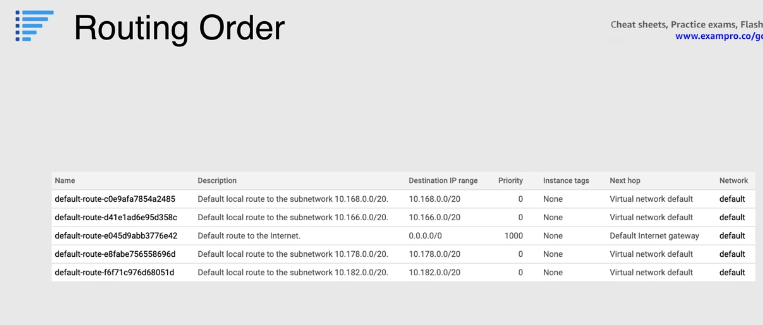 Routing Order
Cheat sheets, Practice exams, Flash
www.exampro.co/g
Name Description Destination IP range Priority Instance tags Next hop Network
default-route-c0e9afa7854a2485 Default local route to the subnetwork 10.168.0.0/20. 10.168.0.0/20 0 None Virtual network default default
default-route-d41e1ad6e95d358c Default local route to the subnetwork 10.166.0.0/20. 10.166.0.0/20 0 None Virtual network default default
default-route-e045d9abb3776e42 Default route to the Internet. 0.0.0.0/0 1000 None Default Internet gateway default
default-route-e8fabe756558696d Default local route to the subnetwork 10.178.0.0/20. 10.178.0.0/20 0 None Virtual network default default
default-route-f6f71c976d68051d Default local route to the subnetwork 10.182.0.0/20. 10.182.0.0/20 0 None Virtual network default default